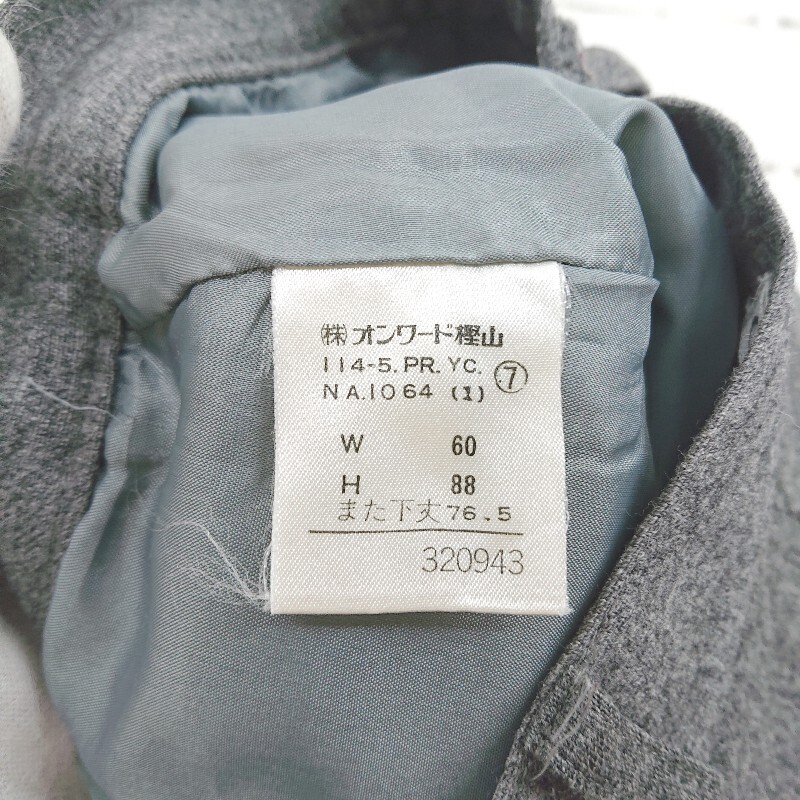 ㈱オンワード樫山
114-5.PR.YC. ⑦
NA.1064 (1)
W 60
H 88
また下丈76.5
320943